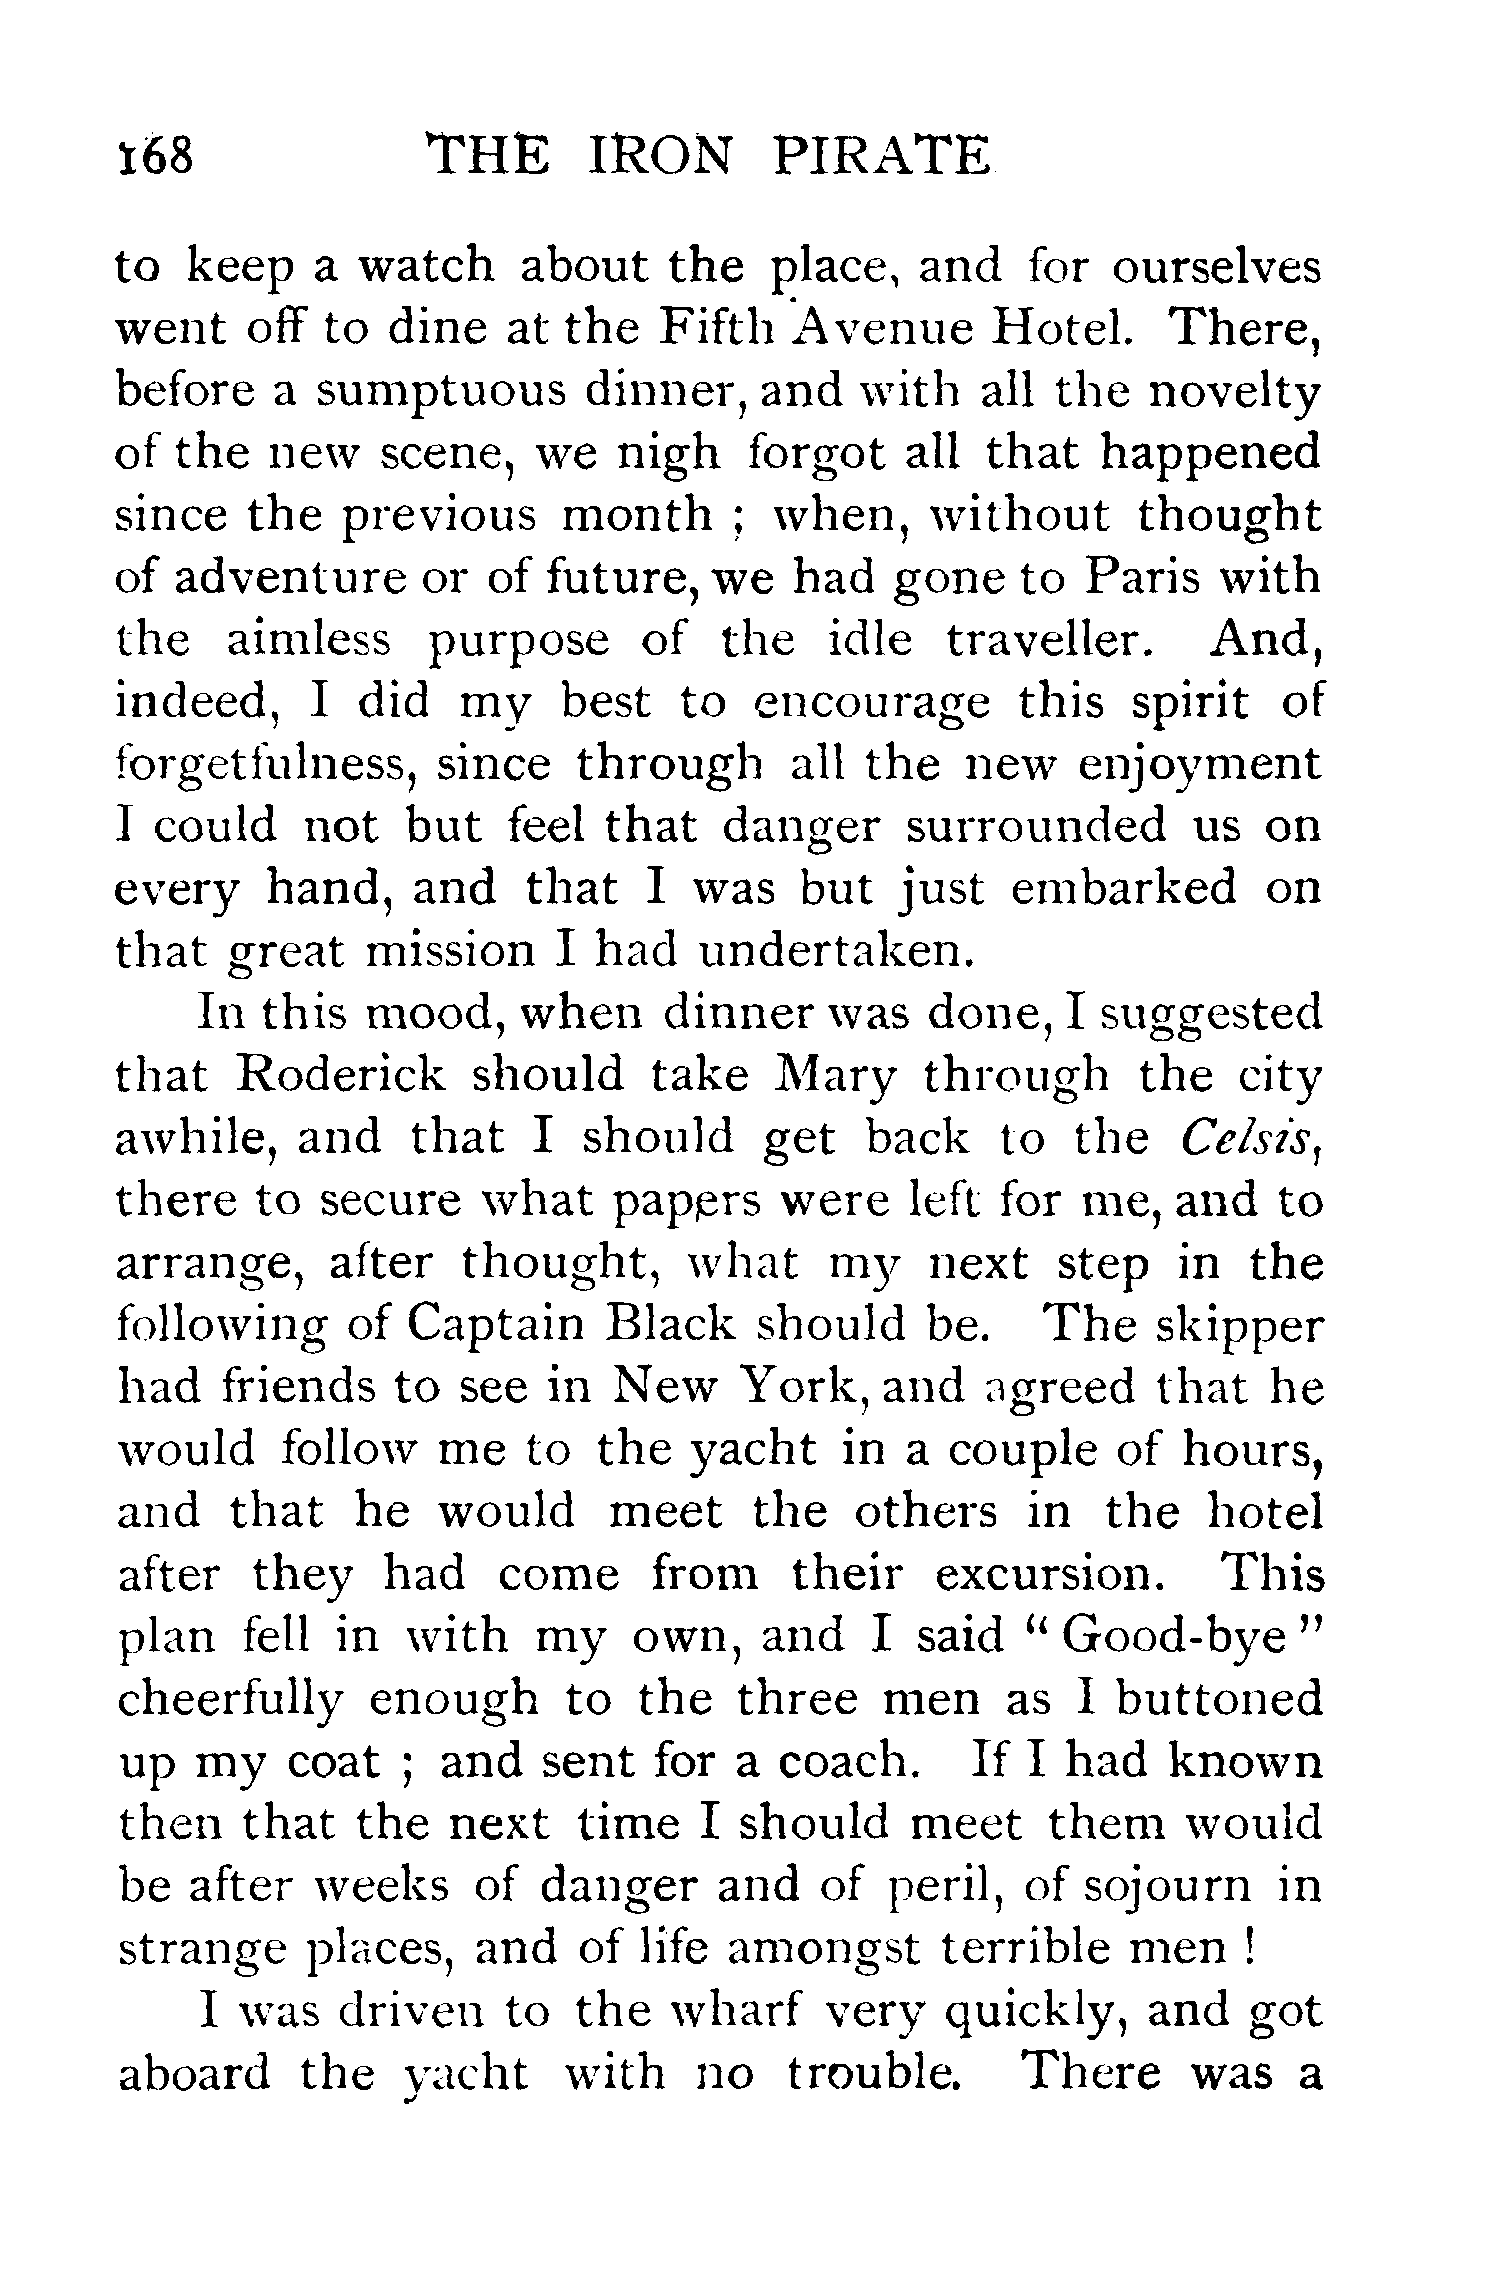 168 THE IRON PIRATE
to keep a watch about the place, and for ourselves
went off to dine at the Fifth Avenue Hotel. There,
before a sumptuous dinner, and with all the novelty
of the new scene, we nigh forgot all that happened
since the previous month ; when, without thought
of adventure or of future, we had gone to Paris with
the aimless purpose of the idle traveller. And,
indeed, I did my best to encourage this spirit of
forgetfulness, since through all the new enjoyment
I could not but feel that danger surrounded us on
every hand, and that I was but just embarked on
that great mission I had undertaken.
In this mood, when dinner was done, I suggested
that Roderick should take Mary through the city
awhile, and that I should get back to the Celsis,
there to secure what papers were left for me, and to
arrange, after thought, what my next step in the
following of Captain Black should be. The skipper
had friends to see in New York, and agreed that he
would follow me to the yacht in a couple of hours,
and that he would meet the others in the hotel
after they had come from their excursion. This
plan fell in with my own, and I said “ Good-bye ”
cheerfully enough to the three men as I buttoned
up my coat ; and sent for a coach. If I had known
then that the next time I should meet them would
be after weeks of danger and of peril, of sojourn in
strange places, and of life amongst terrible men !
I was driven to the wharf very quickly, and got
aboard the yacht with no trouble. There was a